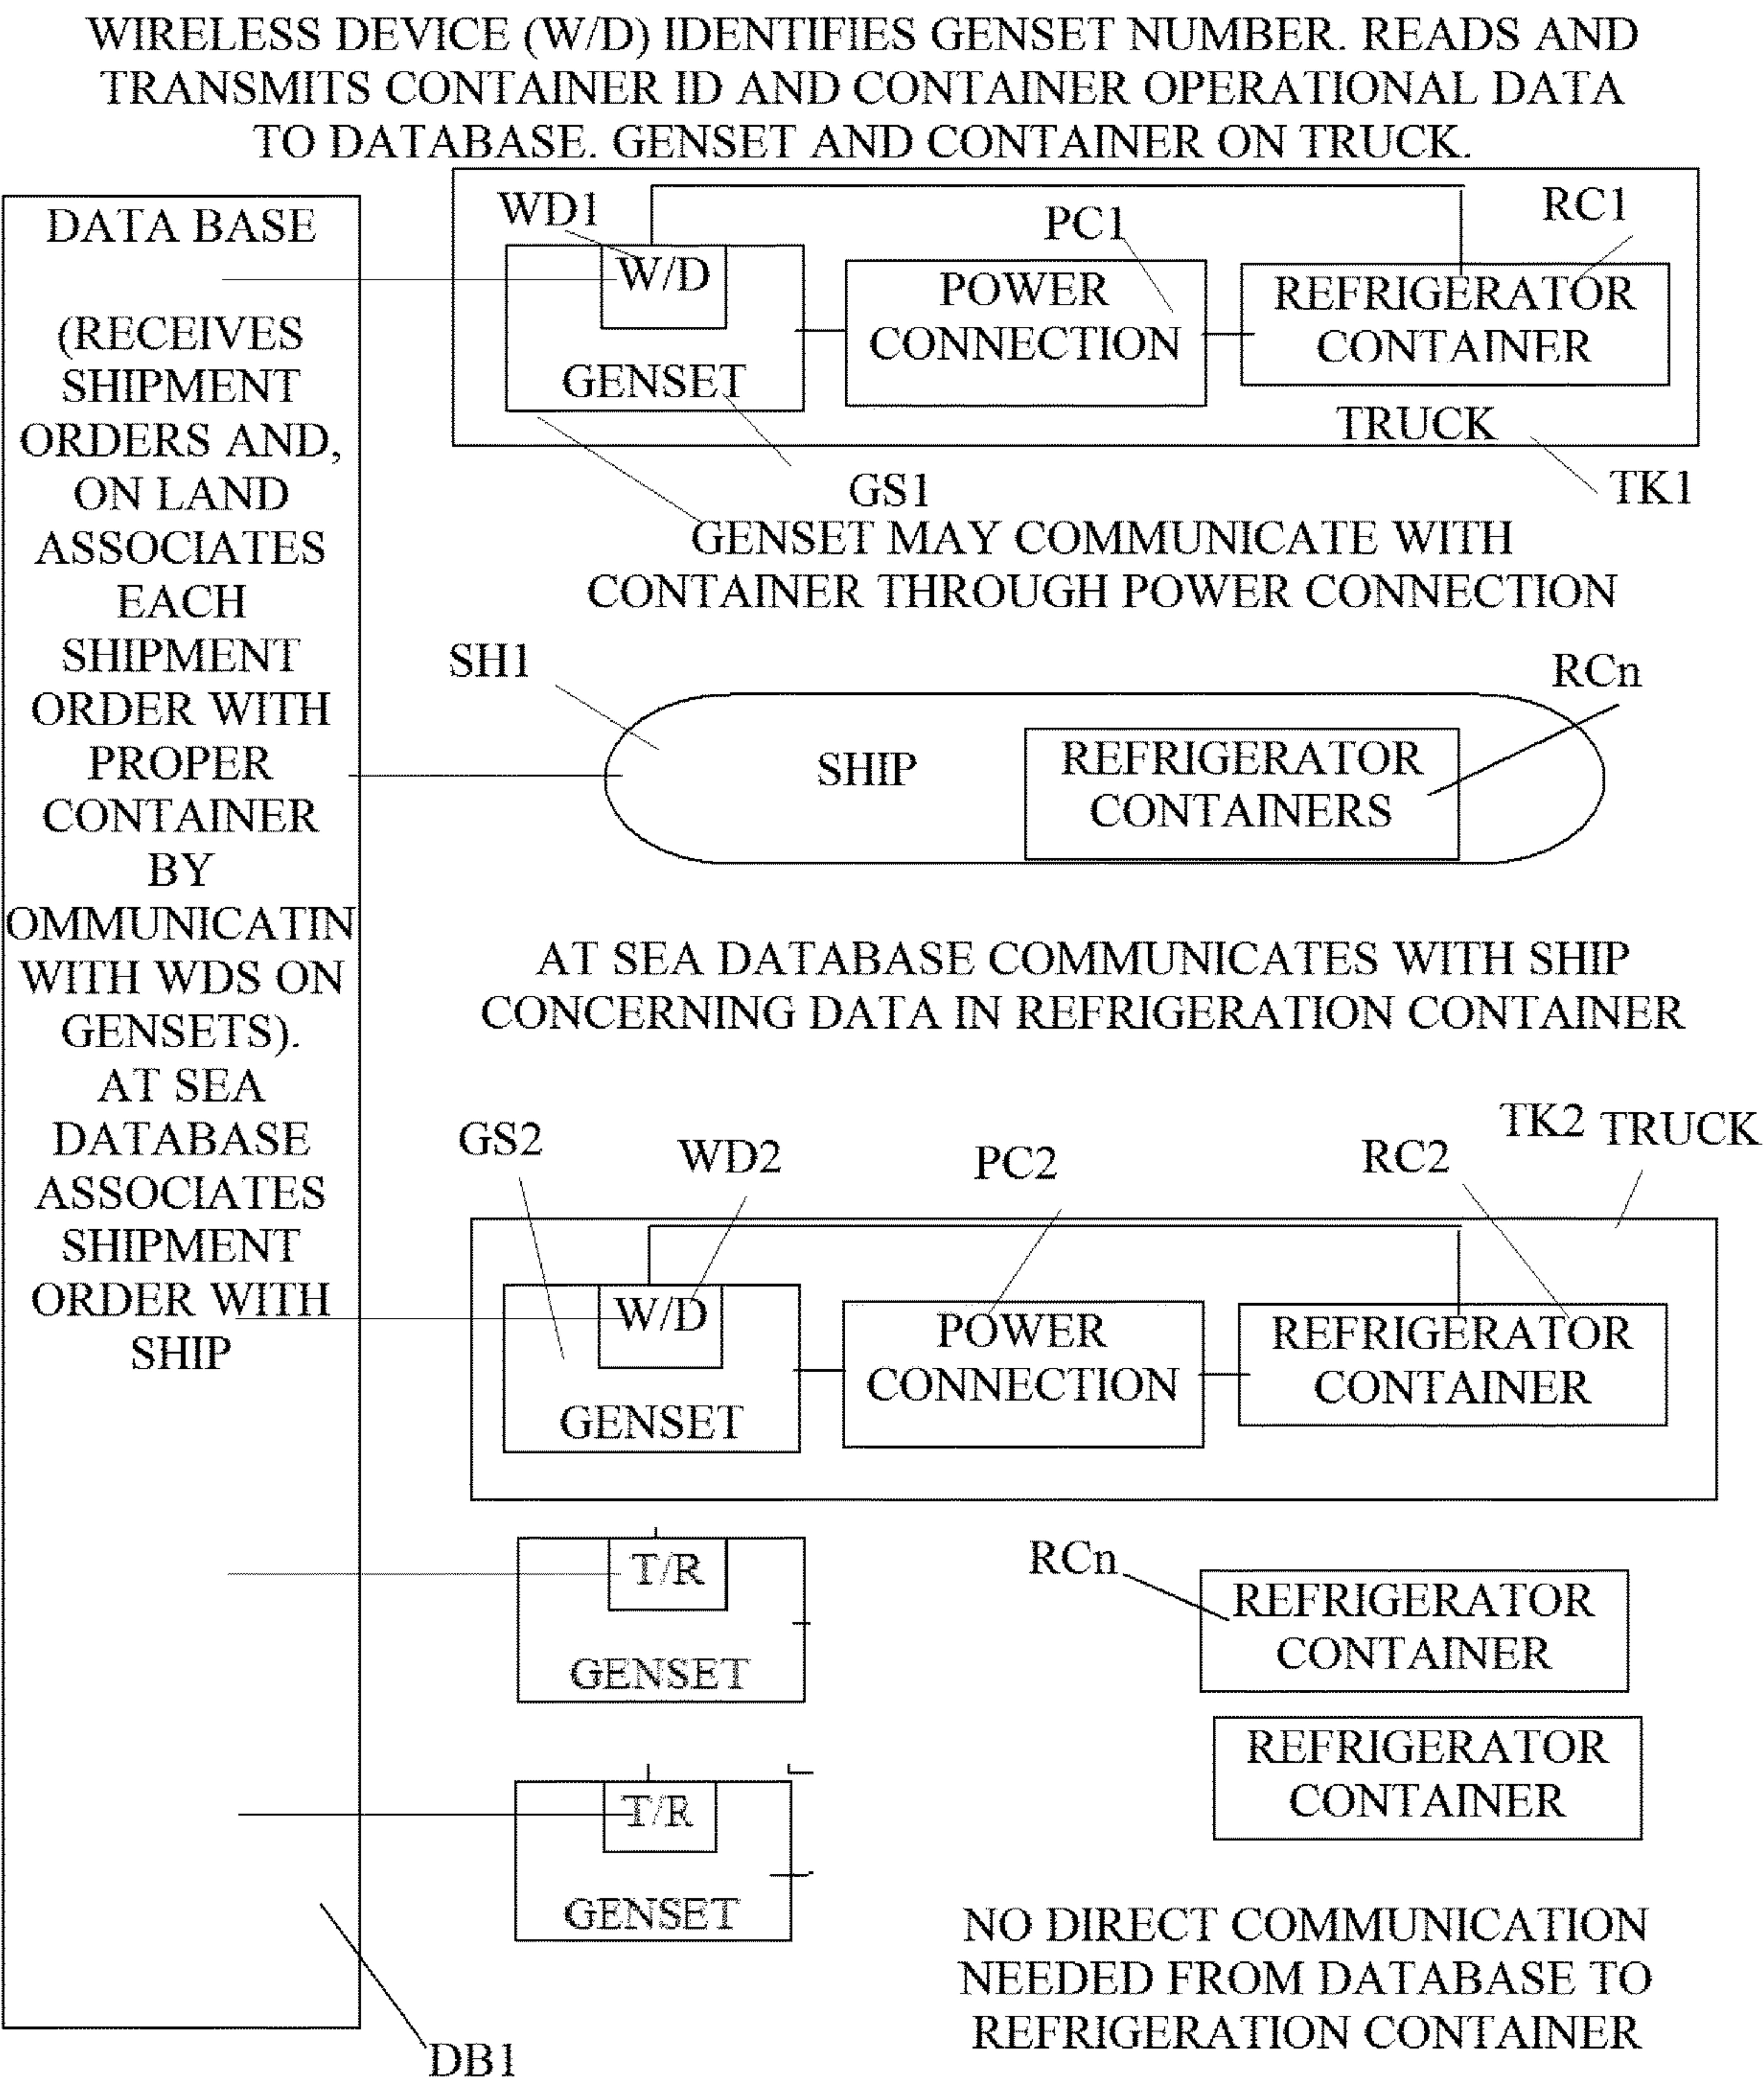 WIRELESS DEVICE (W/D) IDENTIFIES GENSET NUMBER. READS AND
TRANSMITS CONTAINER ID AND CONTAINER OPERATIONAL DATA
TO DATABASE. GENSET AND CONTAINER ON TRUCK.
DATA BASE
(RECEIVES
SHIPMENT
ORDERS AND,
ON LAND
ASSOCIATES
EACH
SHIPMENT
ORDER WITH
PROPER
CONTAINER
BY
OMMUNICATIN
WITH WDS ON
GENSETS).
AT SEA
DATABASE
ASSOCIATES
SHIPMENT
ORDER WITH
SHIP
DB1
WD1
PC1
RC1
W/D
GENSET
POWER
CONNECTION
REFRIGERATOR
CONTAINER
TRUCK
GS1
TK1
GENSET MAY COMMUNICATE WITH
CONTAINER THROUGH POWER CONNECTION
SH1
RCn
SHIP
REFRIGERATOR
CONTAINERS
AT SEA DATABASE COMMUNICATES WITH SHIP
CONCERNING DATA IN REFRIGERATION CONTAINER
GS2
WD2
PC2
RC2
TK2 TRUCK
W/D
GENSET
POWER
CONNECTION
REFRIGERATOR
CONTAINER
T/R
GENSET
RCn
REFRIGERATOR
CONTAINER
T/R
GENSET
REFRIGERATOR
CONTAINER
NO DIRECT COMMUNICATION
NEEDED FROM DATABASE TO
REFRIGERATION CONTAINER